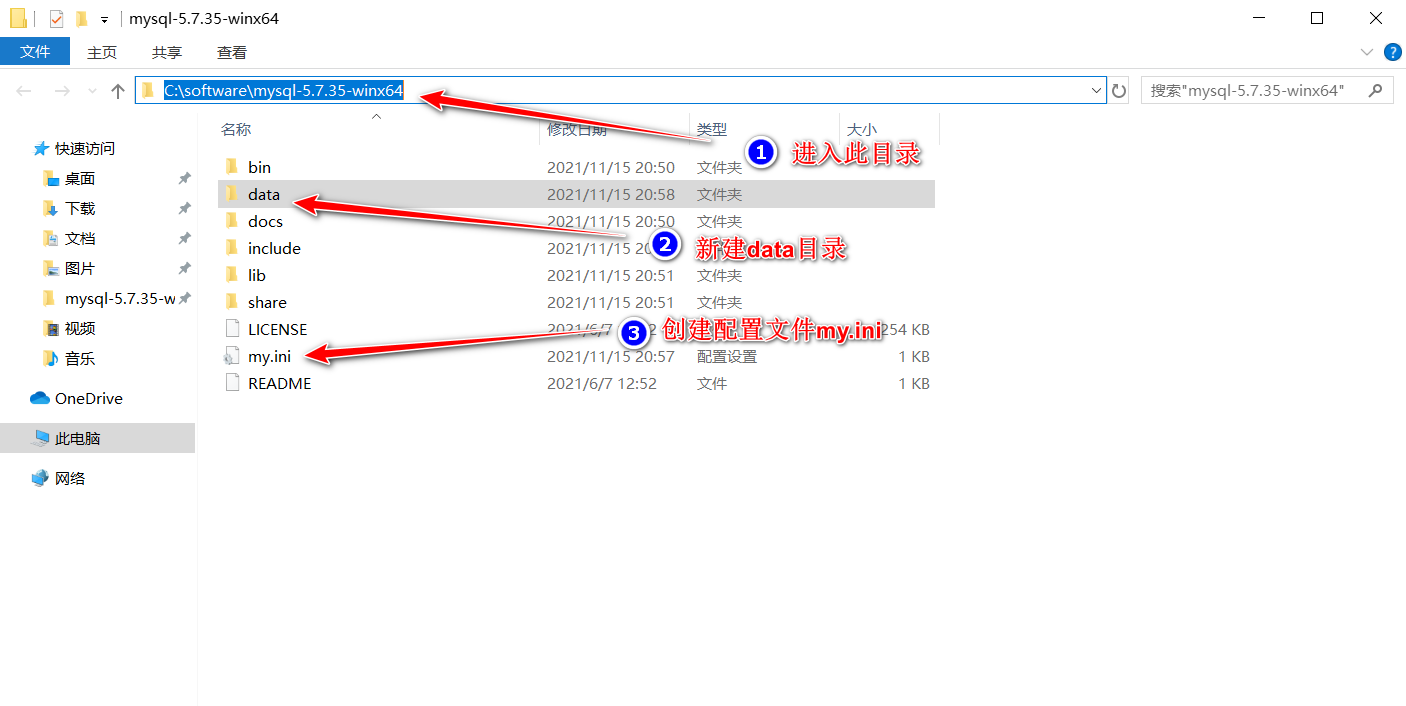 mysql-5.7.35-winx64
文件 主页 共享 查看
C:\software\mysql-5.7.35-winx64 搜索"mysql-5.7.35-winx64"
名称 修改日期 类型 大小
快速访问
桌面
下载
文档
图片
mysql-5.7.35-w
视频
音乐
OneDrive
此电脑
网络
bin 2021/11/15 20:50 文件夹
1 进入此目录
data 2021/11/15 20:58 文件夹
docs 2021/11/15 20:50 文件夹
2 新建data目录
include 2021/11/15
lib 2021/11/15 20:51 文件夹
share 2021/11/15 20:51 文件夹
LICENSE 2021/6/7 254 KB
3 创建配置文件my.ini
my.ini 2021/11/15 20:57 配置设置 1 KB
README 2021/6/7 12:52 文件 1 KB